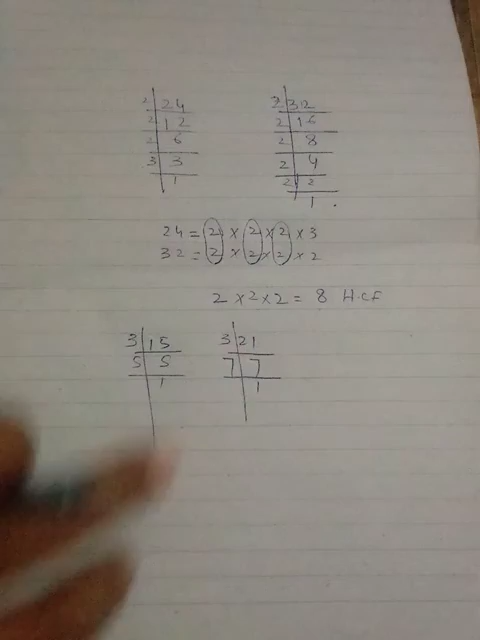 2 24 2 32
2 12 2 16
2 6 2 8
3 3 2 4
1 2 2
1 .
24 = 2 × 2 × 2 × 3
32 = 2 × 2 × 2 × 2
2 × 2 × 2 = 8 H.C.F
3 15 3 21
5 5 7 7
1 1